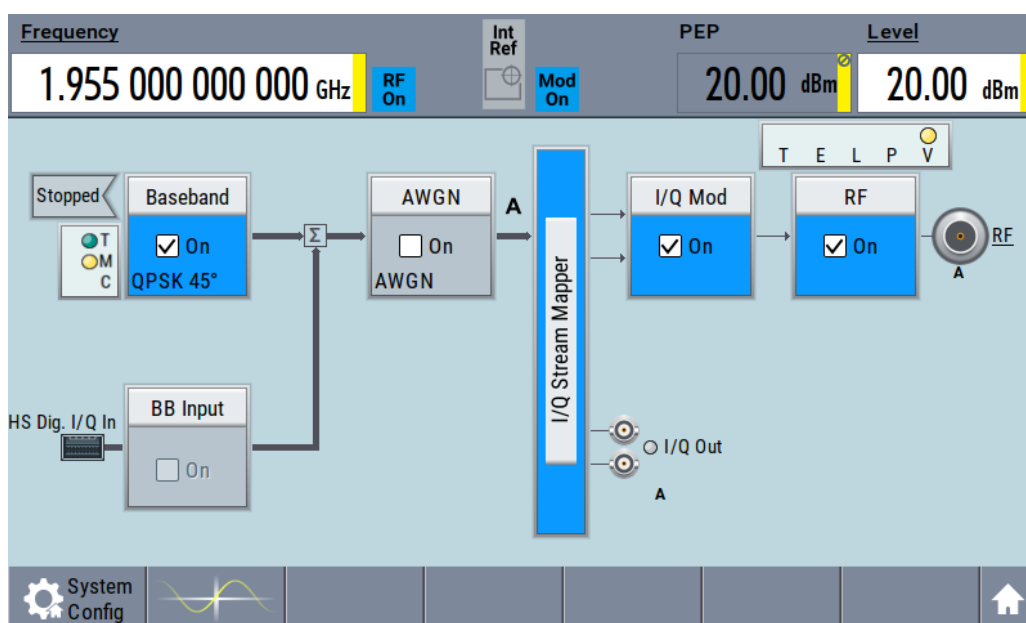 Frequency
Int
Ref
PEP
Level
1.955 000 000 000 GHz
RF
On
Mod
On
20.00 dBm
20.00 dBm
T E L P V
Stopped
Baseband
On
QPSK 45°
T
M
C
Σ
AWGN
On
AWGN
A
I/Q Stream Mapper
I/Q Mod
On
RF
On
RF
A
HS Dig. I/Q In
BB Input
On
I/Q Out
A
System
Config